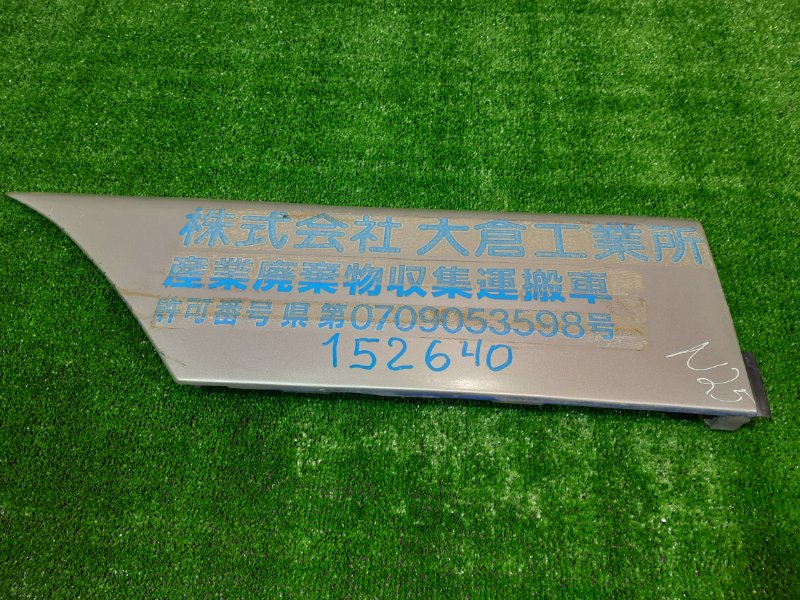 株式会社 大倉工業所
産業廃棄物収集運搬車
許可番号 県 第0709053598号
152640
N25